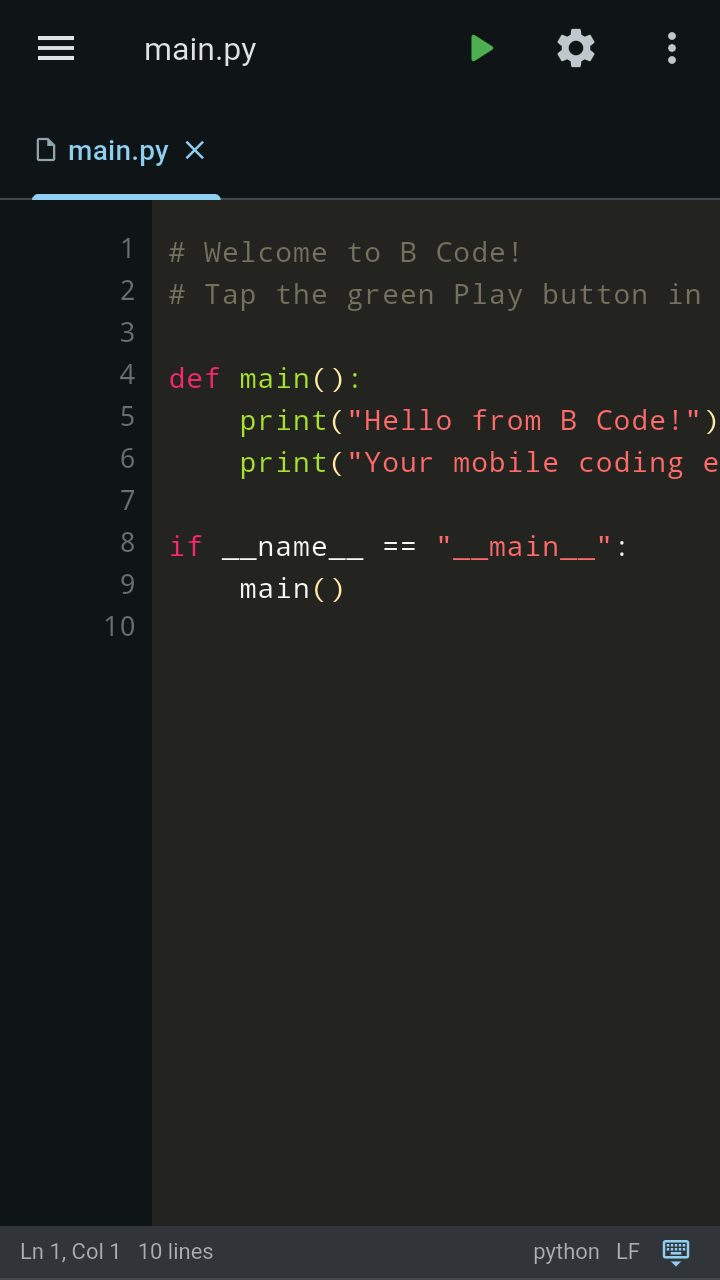 main.py
main.py
1 # Welcome to B Code!
2 # Tap the green Play button in
3
4 def main():
5     print("Hello from B Code!")
6     print("Your mobile coding e
7
8 if __name__ == "__main__":
9     main()
10
Ln 1, Col 1 10 lines python LF